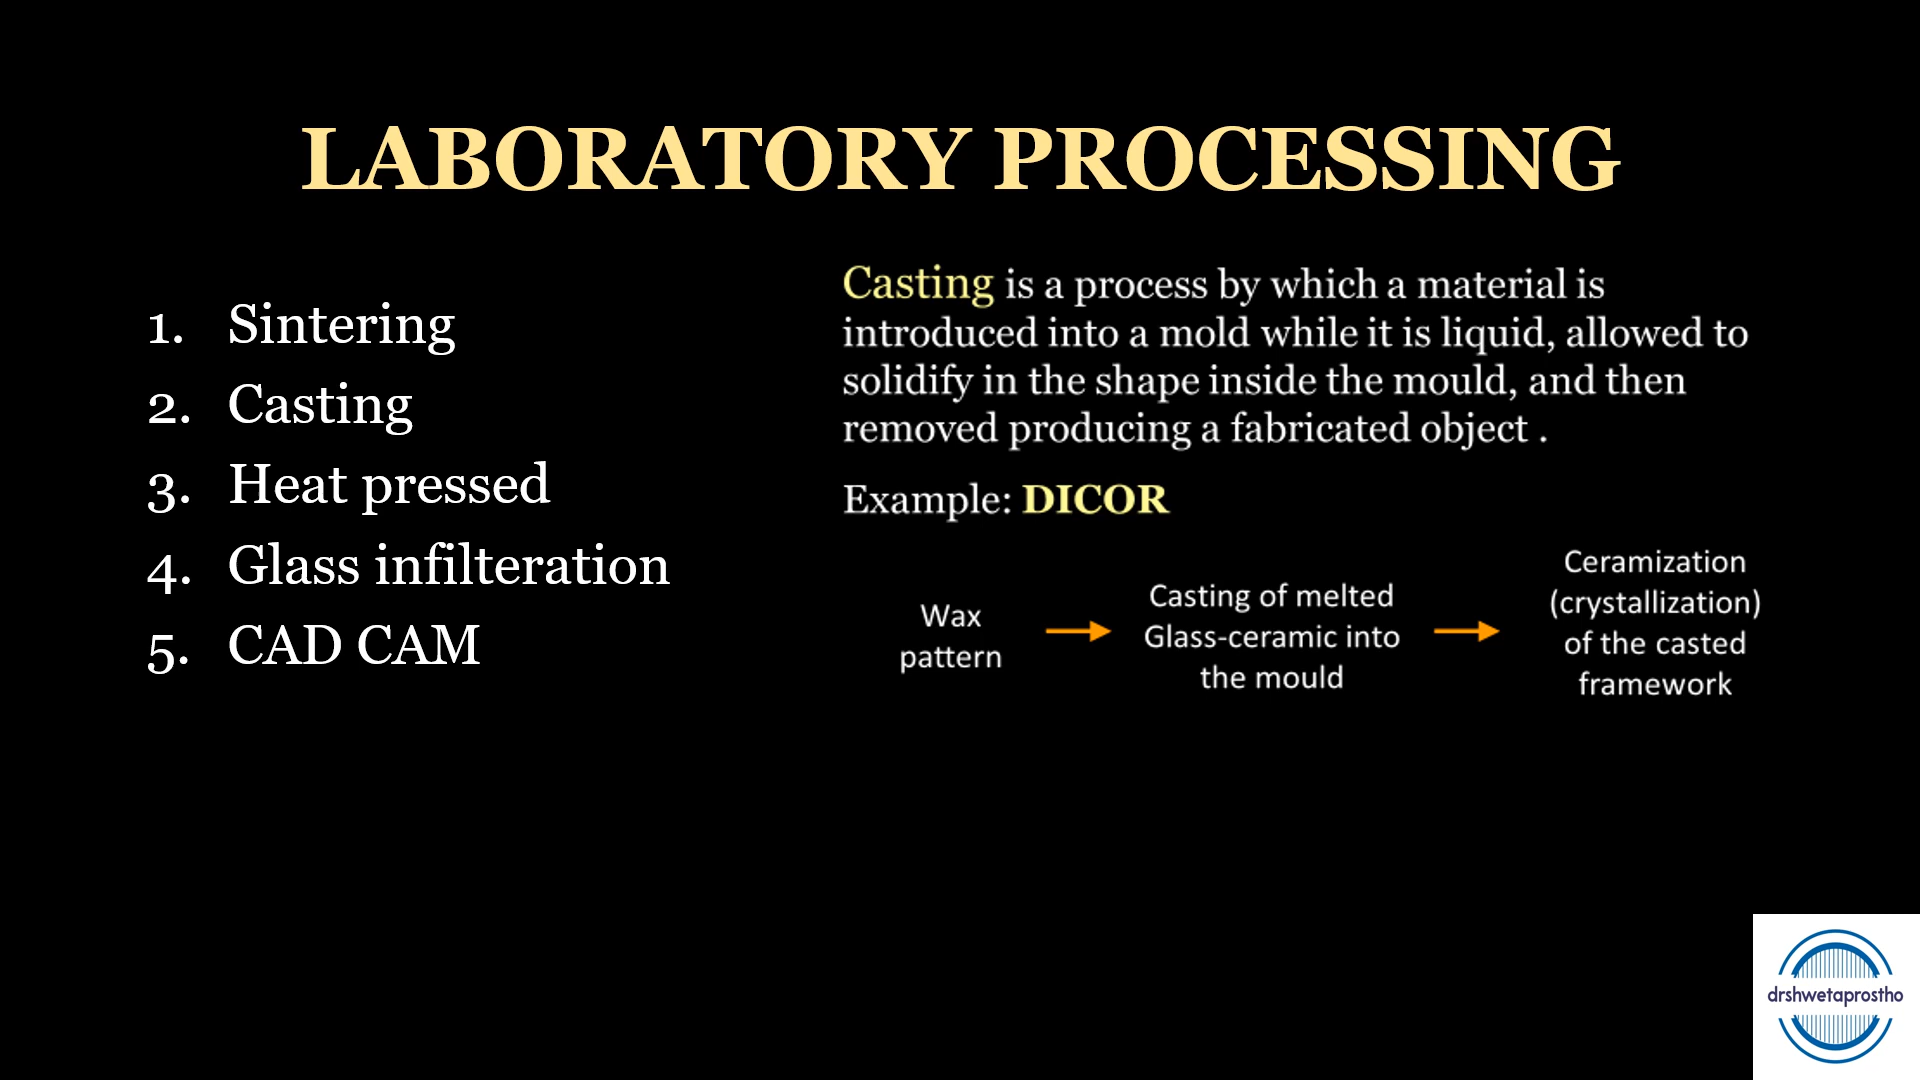 LABORATORY PROCESSING
1. Sintering
2. Casting
3. Heat pressed
4. Glass infilteration
5. CAD CAM
Casting is a process by which a material is
introduced into a mold while it is liquid, allowed to
solidify in the shape inside the mould, and then
removed producing a fabricated object .
Example: DICOR
Wax
pattern
Casting of melted
Glass-ceramic into
the mould
Ceramization
(crystallization)
of the casted
framework
drshwetaprostho